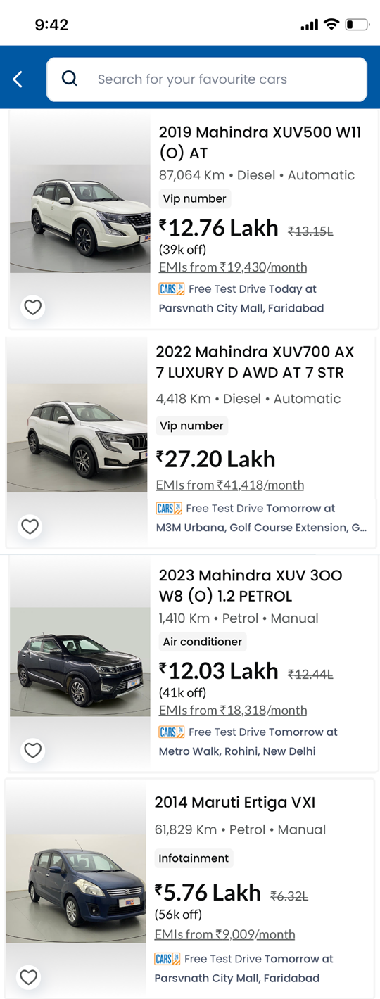 9:42
Search for your favourite cars
2019 Mahindra XUV500 W11
(O) AT
87,064 Km • Diesel • Automatic
Vip number
₹12.76 Lakh ₹13.15L
(39k off)
EMIs from ₹19,430/month
CARS24 Free Test Drive Today at
Parsvnath City Mall, Faridabad
2022 Mahindra XUV700 AX
7 LUXURY D AWD AT 7 STR
4,418 Km • Diesel • Automatic
Vip number
₹27.20 Lakh
EMIs from ₹41,418/month
CARS24 Free Test Drive Tomorrow at
M3M Urbana, Golf Course Extension, G...
2023 Mahindra XUV 3OO
W8 (O) 1.2 PETROL
1,410 Km • Petrol • Manual
Air conditioner
₹12.03 Lakh ₹12.44L
(41k off)
EMIs from ₹18,318/month
CARS24 Free Test Drive Tomorrow at
Metro Walk, Rohini, New Delhi
2014 Maruti Ertiga VXI
61,829 Km • Petrol • Manual
Infotainment
₹5.76 Lakh ₹6.32L
(56k off)
EMIs from ₹9,009/month
CARS24 Free Test Drive Tomorrow at
Parsvnath City Mall, Faridabad